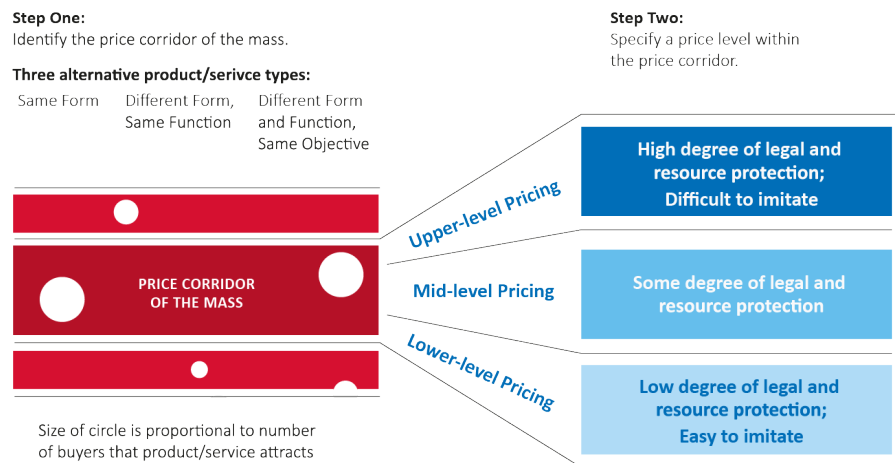 Step One:
Identify the price corridor of the mass.
Three alternative product/serivce types:
Same Form
Different Form,
Same Function
Different Form
and Function,
Same Objective
PRICE CORRIDOR
OF THE MASS
Size of circle is proportional to number
of buyers that product/service attracts
Upper-level Pricing
Mid-level Pricing
Lower-level Pricing
Step Two:
Specify a price level within
the price corridor.
High degree of legal and
resource protection;
Difficult to imitate
Some degree of legal and
resource protection
Low degree of legal and
resource protection;
Easy to imitate